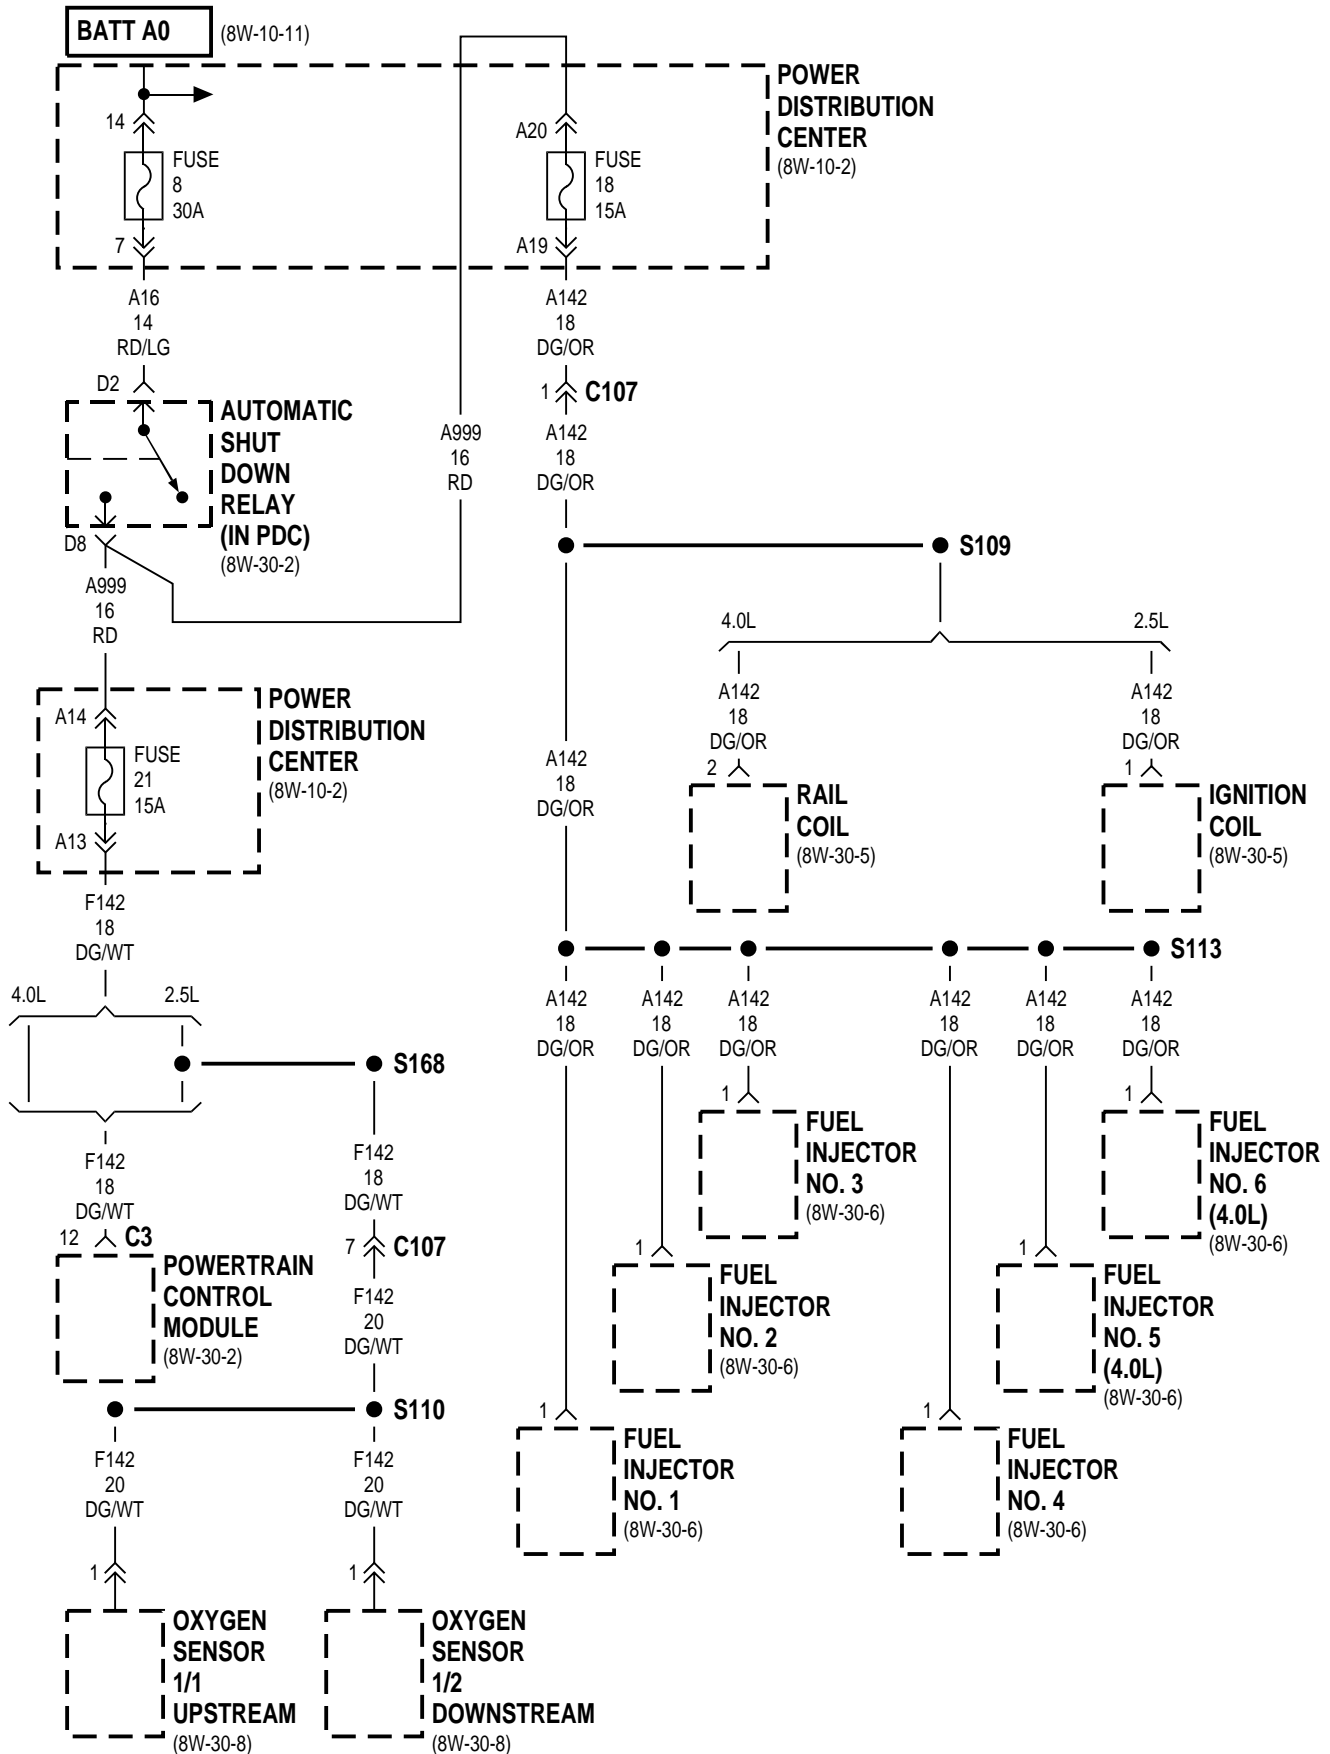 BATT A0 (8W-10-11)
POWER
DISTRIBUTION
CENTER
(8W-10-2)
14
FUSE
8
30A
7
A20
FUSE
18
15A
A19
A16
14
RD/LG
D2
AUTOMATIC
SHUT
DOWN
RELAY
(IN PDC)
(8W-30-2)
D8
A999
16
RD
A999
16
RD
A142
18
DG/OR
1 C107
A142
18
DG/OR
S109
4.0L
2.5L
A142
18
DG/OR
2
RAIL
COIL
(8W-30-5)
A142
18
DG/OR
1
IGNITION
COIL
(8W-30-5)
A142
18
DG/OR
POWER
DISTRIBUTION
CENTER
(8W-10-2)
A14
FUSE
21
15A
A13
F142
18
DG/WT
4.0L
2.5L
S168
F142
18
DG/WT
12 C3
POWERTRAIN
CONTROL
MODULE
(8W-30-2)
F142
18
DG/WT
7 C107
F142
20
DG/WT
S110
F142
20
DG/WT
1
OXYGEN
SENSOR
1/1
UPSTREAM
(8W-30-8)
F142
20
DG/WT
1
OXYGEN
SENSOR
1/2
DOWNSTREAM
(8W-30-8)
S113
A142
18
DG/OR
1
FUEL
INJECTOR
NO. 1
(8W-30-6)
A142
18
DG/OR
1
FUEL
INJECTOR
NO. 2
(8W-30-6)
A142
18
DG/OR
1
FUEL
INJECTOR
NO. 3
(8W-30-6)
A142
18
DG/OR
1
FUEL
INJECTOR
NO. 4
(8W-30-6)
A142
18
DG/OR
1
FUEL
INJECTOR
NO. 5
(4.0L)
(8W-30-6)
A142
18
DG/OR
1
FUEL
INJECTOR
NO. 6
(4.0L)
(8W-30-6)